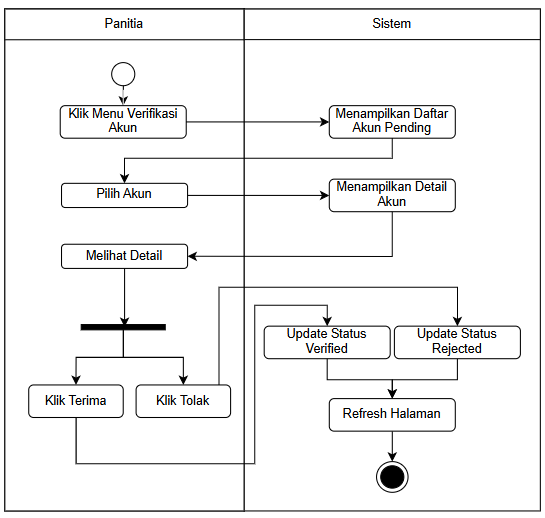 Panitia
Sistem
Klik Menu Verifikasi
Akun
Menampilkan Daftar
Akun Pending
Pilih Akun
Menampilkan Detail
Akun
Melihat Detail
Update Status
Verified
Update Status
Rejected
Klik Terima
Klik Tolak
Refresh Halaman